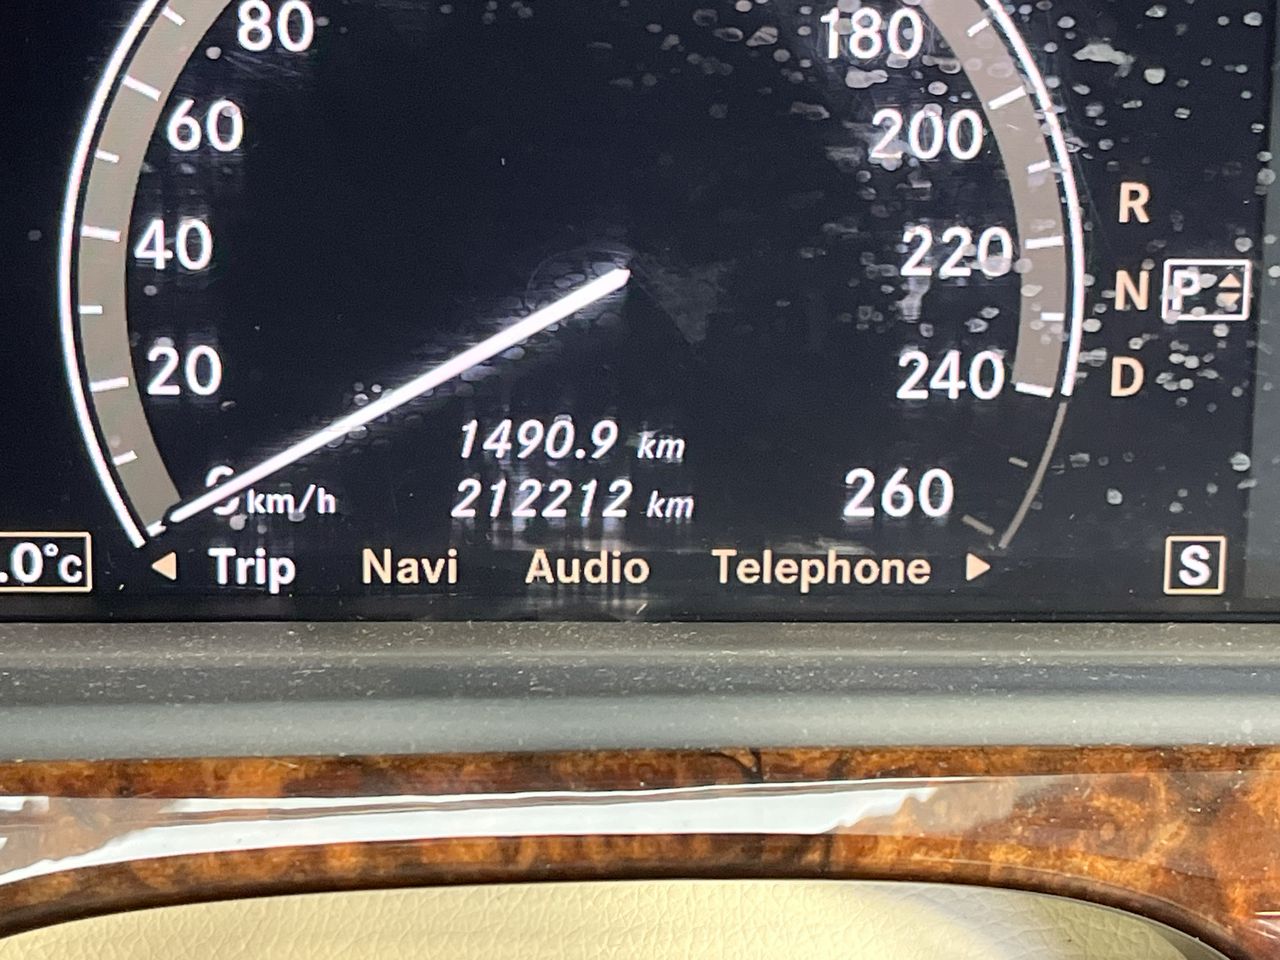 80
180
60
200
R
40
220
N P
20
240
D
1490.9 km
0 km/h
212212 km
260
.0°C
Trip Navi Audio Telephone
S